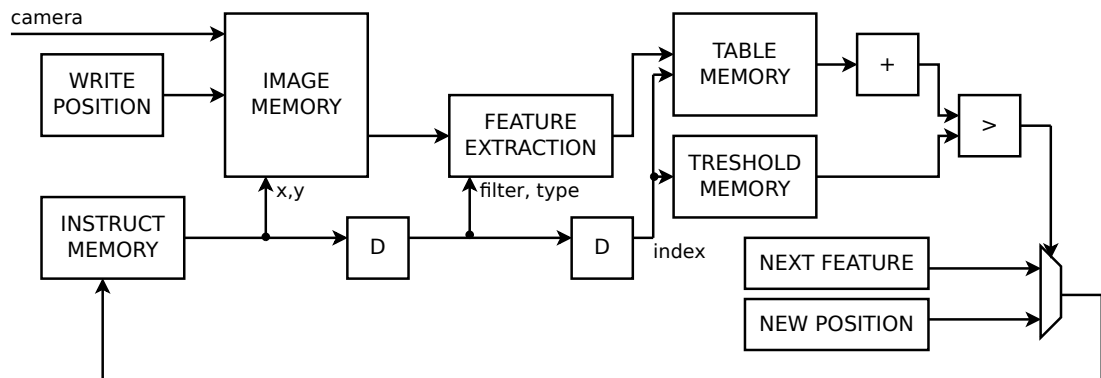 camera
WRITE
POSITION
IMAGE
MEMORY
FEATURE
EXTRACTION
TABLE
MEMORY
+
>
TRESHOLD
MEMORY
x,y
filter, type
INSTRUCT
MEMORY
D
D
index
NEXT FEATURE
NEW POSITION